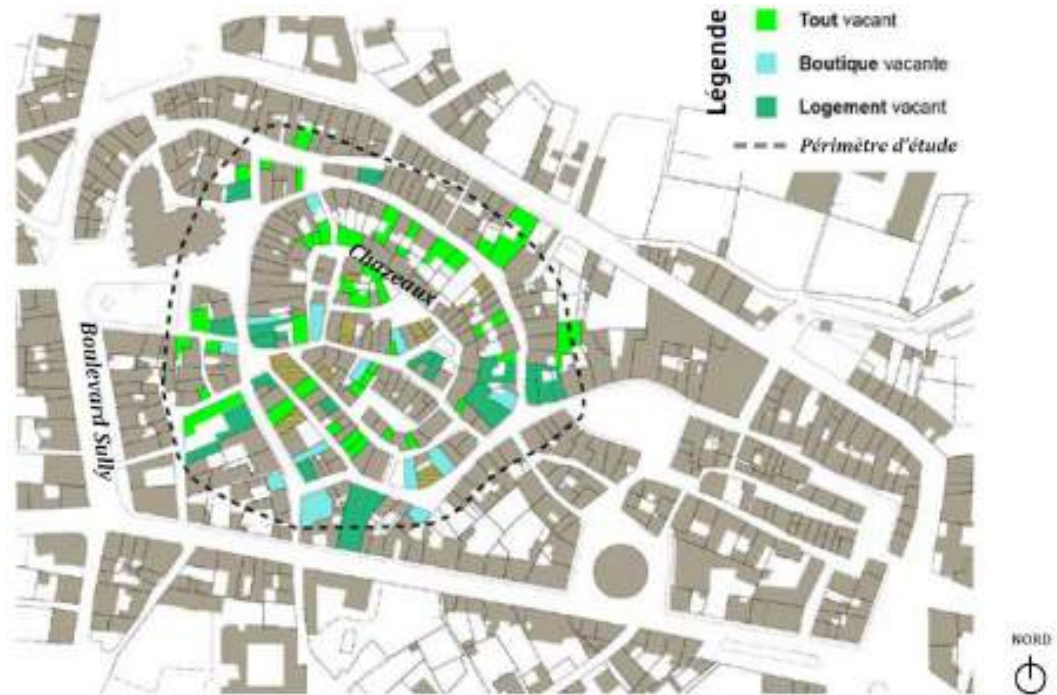 Légende
Tout vacant
Boutique vacante
Logement vacant
Périmètre d'étude
Chazeaux
Boulevard Sully
NORD